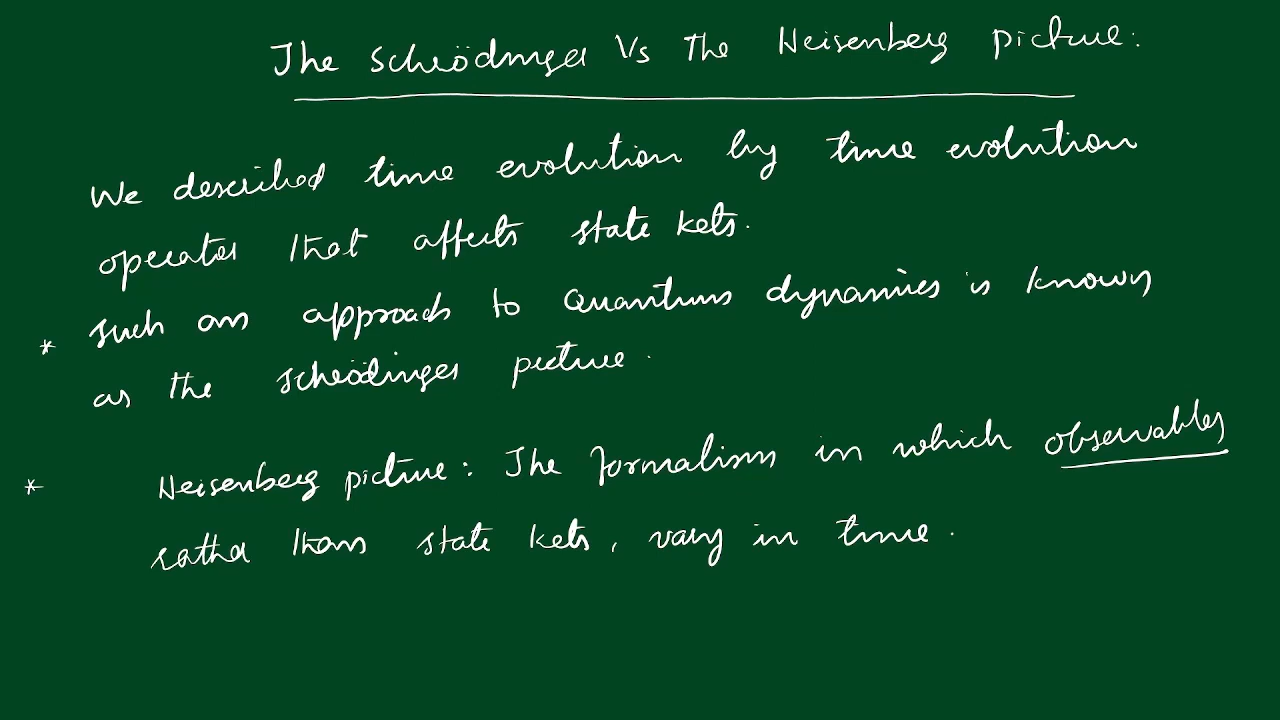 The Schrödinger Vs The Heisenberg picture:
We described time evolution by time evolution
operator that affects state kets.
* such an approach to Quantum dynamics is known
as the schrödinger picture.
* Heisenberg picture: The formalism in which observables
rather than state kets, vary in time.